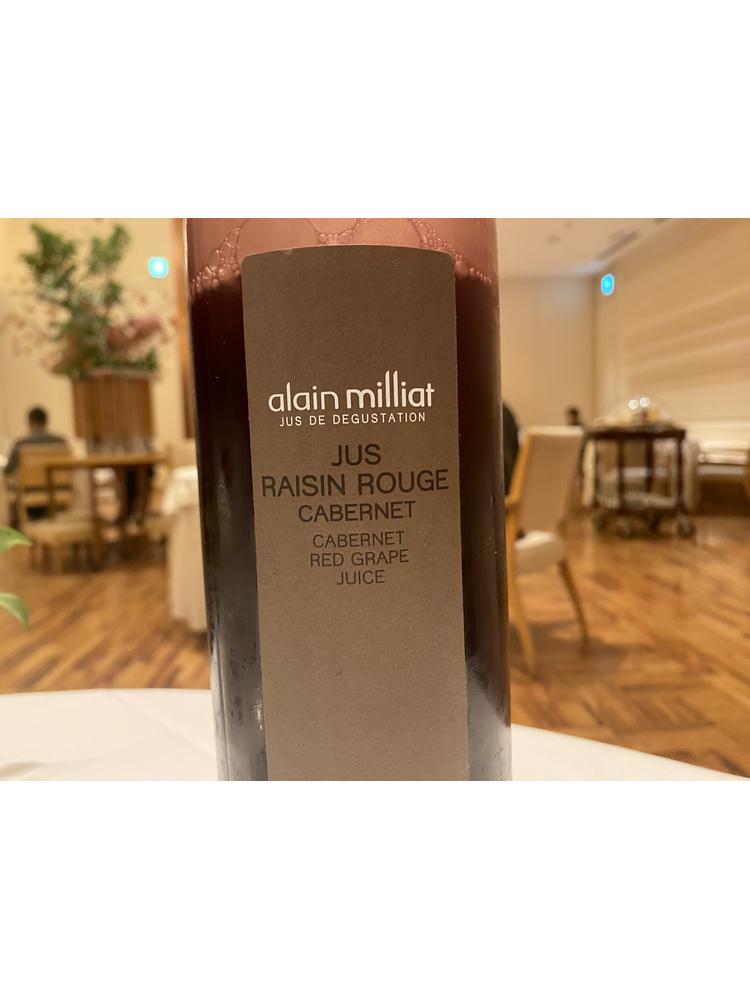 alain milliat
JUS DE DEGUSTATION
JUS
RAISIN ROUGE
CABERNET
CABERNET
RED GRAPE
JUICE